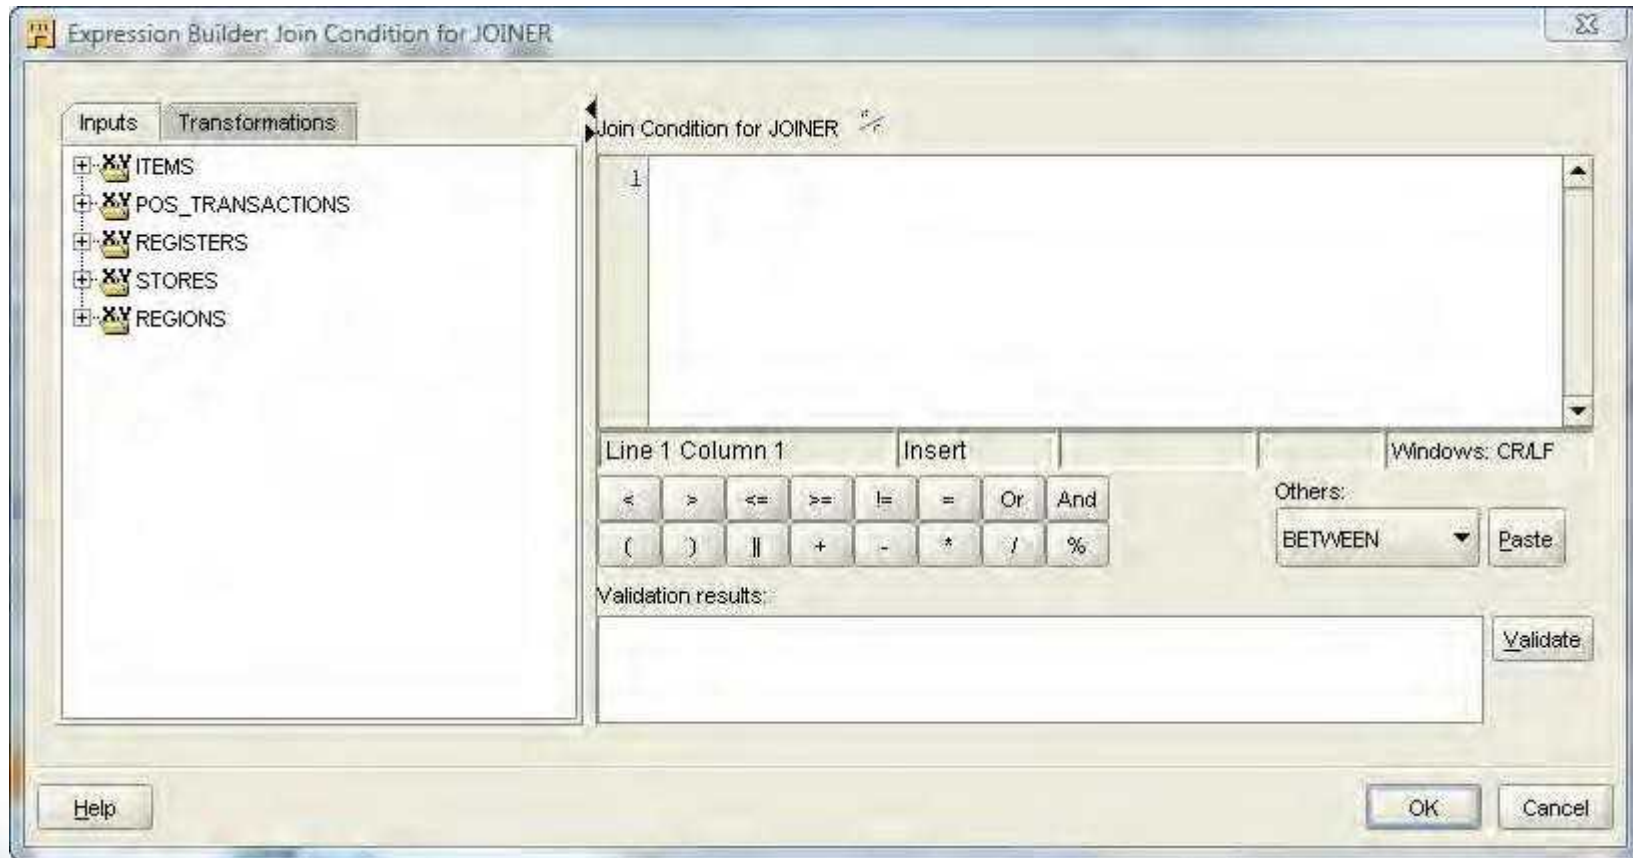 Expression Builder: Join Condition for JOINER
Inputs Transformations
ITEMS
POS_TRANSACTIONS
REGISTERS
STORES
REGIONS
Join Condition for JOINER
1
Line 1 Column 1 Insert Windows: CR/LF
< > <= >= != = Or And
Others:
( ) || + - * / %
BETWEEN Paste
Validation results:
Validate
Help OK Cancel